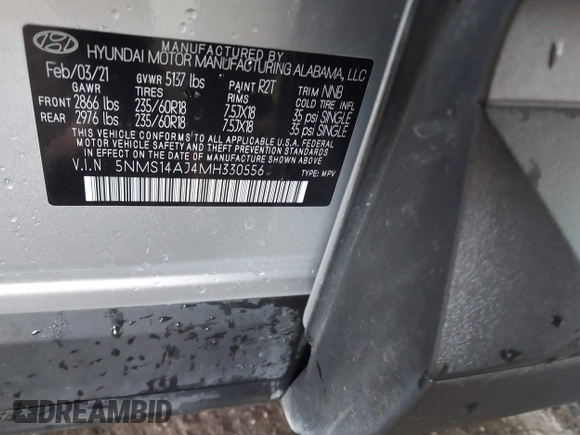 MANUFACTURED BY
HYUNDAI MOTOR MANUFACTURING ALABAMA, LLC
Feb/03/21 GVWR 5137 lbs PAINT R2T TRIM NNB
GAWR TIRES RIMS COLD TIRE INFL
FRONT 2866 lbs 235/60R18 7.5JX18 35 psi SINGLE
REAR 2976 lbs 235/60R18 7.5JX18 35 psi SINGLE
THIS VEHICLE CONFORMS TO ALL APPLICABLE U.S.A. FEDERAL
MOTOR VEHICLE SAFETY, BUMPER, AND THEFT PREVENTION STANDARDS
IN EFFECT ON THE DATE OF MANUFACTURE SHOWN ABOVE.
V.I.N 5NMS14AJ4MH330556 TYPE: MPV
DREAMBID